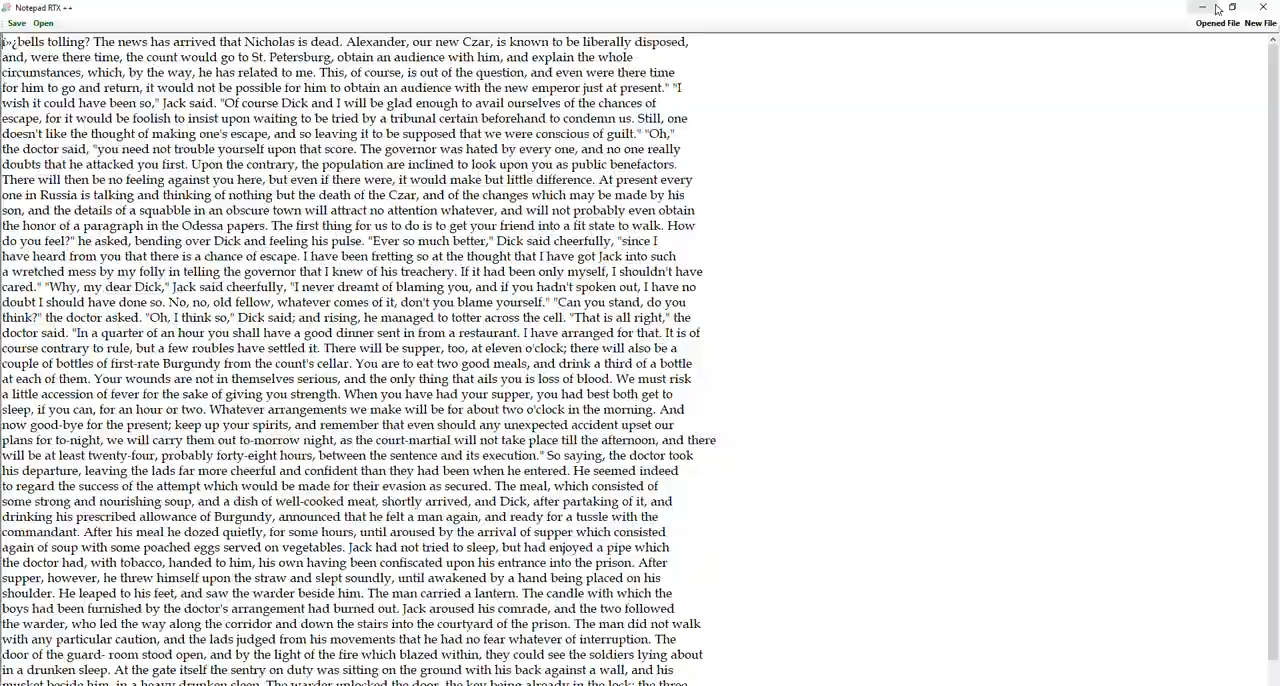 Notepad RTX ++
Save Open
Opened File New File
ï»¿bells tolling? The news has arrived that Nicholas is dead. Alexander, our new Czar, is known to be liberally disposed,
and, were there time, the count would go to St. Petersburg, obtain an audience with him, and explain the whole
circumstances, which, by the way, he has related to me. This, of course, is out of the question, and even were there time
for him to go and return, it would not be possible for him to obtain an audience with the new emperor just at present." "I
wish it could have been so," Jack said. "Of course Dick and I will be glad enough to avail ourselves of the chances of
escape, for it would be foolish to insist upon waiting to be tried by a tribunal certain beforehand to condemn us. Still, one
doesn't like the thought of making one's escape, and so leaving it to be supposed that we were conscious of guilt." "Oh,"
the doctor said, "you need not trouble yourself upon that score. The governor was hated by every one, and no one really
doubts that he attacked you first. Upon the contrary, the population are inclined to look upon you as public benefactors.
There will then be no feeling against you here, but even if there were, it would make but little difference. At present every
one in Russia is talking and thinking of nothing but the death of the Czar, and of the changes which may be made by his
son, and the details of a squabble in an obscure town will attract no attention whatever, and will not probably even obtain
the honor of a paragraph in the Odessa papers. The first thing for us to do is to get your friend into a fit state to walk. How
do you feel?" he asked, bending over Dick and feeling his pulse. "Ever so much better," Dick said cheerfully, "since I
have heard from you that there is a chance of escape. I have been fretting so at the thought that I have got Jack into such
a wretched mess by my folly in telling the governor that I knew of his treachery. If it had been only myself, I shouldn't have
cared." "Why, my dear Dick," Jack said cheerfully, "I never dreamt of blaming you, and if you hadn't spoken out, I have no
doubt I should have done so. No, no, old fellow, whatever comes of it, don't you blame yourself." "Can you stand, do you
think?" the doctor asked. "Oh, I think so," Dick said; and rising, he managed to totter across the cell. "That is all right," the
doctor said. "In a quarter of an hour you shall have a good dinner sent in from a restaurant. I have arranged for that. It is of
course contrary to rule, but a few roubles have settled it. There will be supper, too, at eleven o'clock; there will also be a
couple of bottles of first-rate Burgundy from the count's cellar. You are to eat two good meals, and drink a third of a bottle
at each of them. Your wounds are not in themselves serious, and the only thing that ails you is loss of blood. We must risk
a little accession of fever for the sake of giving you strength. When you have had your supper, you had best both get to
sleep, if you can, for an hour or two. Whatever arrangements we make will be for about two o'clock in the morning. And
now good-bye for the present; keep up your spirits, and remember that even should any unexpected accident upset our
plans for to-night, we will carry them out to-morrow night, as the court-martial will not take place till the afternoon, and there
will be at least twenty-four, probably forty-eight hours, between the sentence and its execution." So saying, the doctor took
his departure, leaving the lads far more cheerful and confident than they had been when he entered. He seemed indeed
to regard the success of the attempt which would be made for their evasion as secured. The meal, which consisted of
some strong and nourishing soup, and a dish of well-cooked meat, shortly arrived, and Dick, after partaking of it, and
drinking his prescribed allowance of Burgundy, announced that he felt a man again, and ready for a tussle with the
commandant. After his meal he dozed quietly, for some hours, until aroused by the arrival of supper which consisted
again of soup with some poached eggs served on vegetables. Jack had not tried to sleep, but had enjoyed a pipe which
the doctor had, with tobacco, handed to him, his own having been confiscated upon his entrance into the prison. After
supper, however, he threw himself upon the straw and slept soundly, until awakened by a hand being placed on his
shoulder. He leaped to his feet, and saw the warder beside him. The man carried a lantern. The candle with which the
boys had been furnished by the doctor's arrangement had burned out. Jack aroused his comrade, and the two followed
the warder, who led the way along the corridor and down the stairs into the courtyard of the prison. The man did not walk
with any particular caution, and the lads judged from his movements that he had no fear whatever of interruption. The
door of the guard- room stood open, and by the light of the fire which blazed within, they could see the soldiers lying about
in a drunken sleep. At the gate itself the sentry on duty was sitting on the ground with his back against a wall, and his
musket beside him, in a heavy drunken sleep. The warder unlocked the door, the key being already in the lock; the three